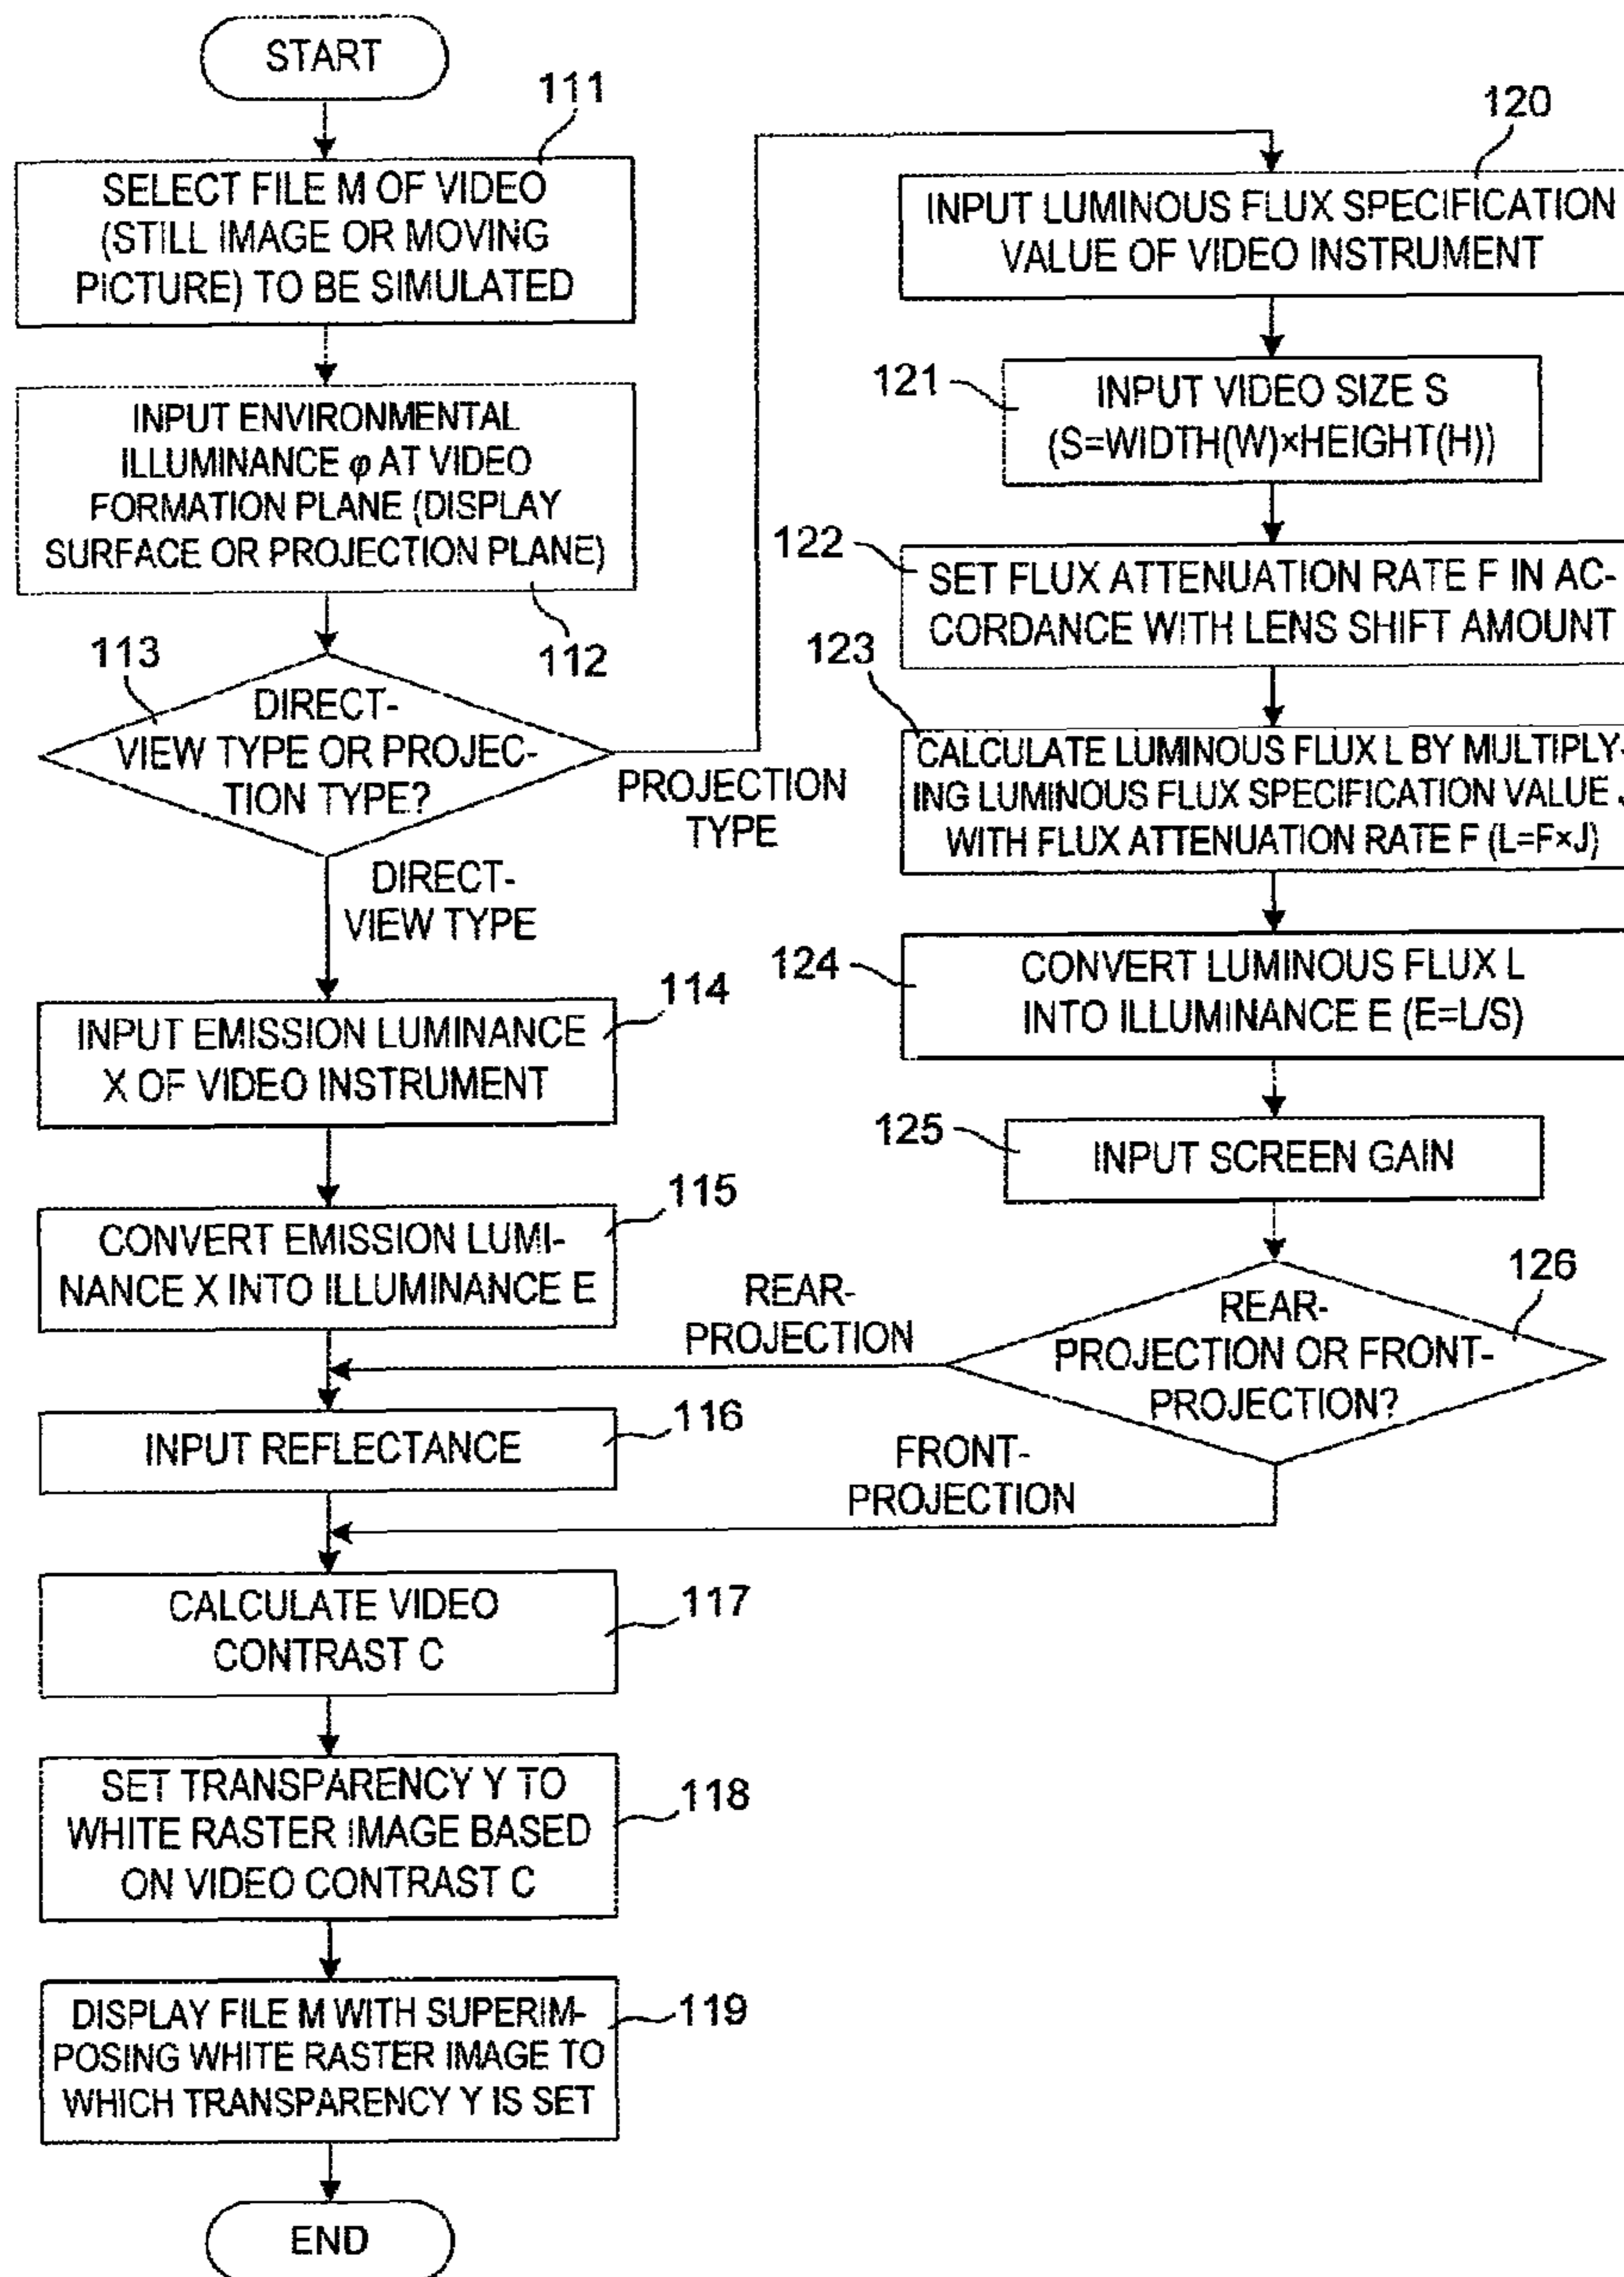 START
111
SELECT FILE M OF VIDEO
(STILL IMAGE OR MOVING
PICTURE) TO BE SIMULATED
INPUT ENVIRONMENTAL
ILLUMINANCE φ AT VIDEO
FORMATION PLANE (DISPLAY
SURFACE OR PROJECTION PLANE)
112
113
DIRECT-
VIEW TYPE OR PROJEC-
TION TYPE?
PROJECTION
TYPE
DIRECT-
VIEW TYPE
114
INPUT EMISSION LUMINANCE
X OF VIDEO INSTRUMENT
115
CONVERT EMISSION LUMI-
NANCE X INTO ILLUMINANCE E
116
INPUT REFLECTANCE
117
CALCULATE VIDEO
CONTRAST C
118
SET TRANSPARENCY Y TO
WHITE RASTER IMAGE BASED
ON VIDEO CONTRAST C
119
DISPLAY FILE M WITH SUPERIM-
POSING WHITE RASTER IMAGE TO
WHICH TRANSPARENCY Y IS SET
END
120
INPUT LUMINOUS FLUX SPECIFICATION
VALUE OF VIDEO INSTRUMENT
121
INPUT VIDEO SIZE S
(S=WIDTH(W)×HEIGHT(H))
122
SET FLUX ATTENUATION RATE F IN AC-
CORDANCE WITH LENS SHIFT AMOUNT
123
CALCULATE LUMINOUS FLUX L BY MULTIPLY-
ING LUMINOUS FLUX SPECIFICATION VALUE J
WITH FLUX ATTENUATION RATE F (L=F×J)
124
CONVERT LUMINOUS FLUX L
INTO ILLUMINANCE E (E=L/S)
125
INPUT SCREEN GAIN
126
REAR-
PROJECTION OR FRONT-
PROJECTION?
REAR-
PROJECTION
FRONT-
PROJECTION